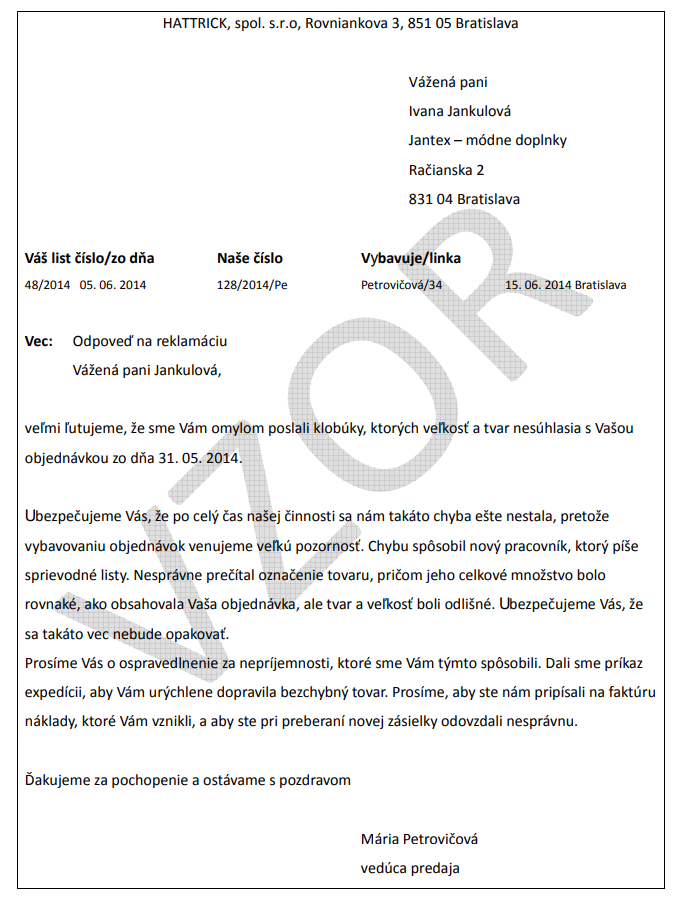 HATTRICK, spol. s.r.o, Rovniankova 3, 851 05 Bratislava
Vážená pani
Ivana Jankulová
Jantex – módne doplnky
Račianska 2
831 04 Bratislava
Váš list číslo/zo dňa Naše číslo Vybavuje/linka
48/2014 05. 06. 2014 128/2014/Pe Petrovičová/34 15. 06. 2014 Bratislava
Vec: Odpoveď na reklamáciu
Vážená pani Jankulová,
veľmi ľutujeme, že sme Vám omylom poslali klobúky, ktorých veľkosť a tvar nesúhlasia s Vašou
objednávkou zo dňa 31. 05. 2014.
Ubezpečujeme Vás, že po celý čas našej činnosti sa nám takáto chyba ešte nestala, pretože
vybavovaniu objednávok venujeme veľkú pozornosť. Chybu spôsobil nový pracovník, ktorý píše
sprievodné listy. Nesprávne prečítal označenie tovaru, pričom jeho celkové množstvo bolo
rovnaké, ako obsahovala Vaša objednávka, ale tvar a veľkosť boli odlišné. Ubezpečujeme Vás, že
sa takáto vec nebude opakovať.
Prosíme Vás o ospravedlnenie za nepríjemnosti, ktoré sme Vám týmto spôsobili. Dali sme príkaz
expedícii, aby Vám urýchlene dopravila bezchybný tovar. Prosíme, aby ste nám pripísali na faktúru
náklady, ktoré Vám vznikli, a aby ste pri preberaní novej zásielky odovzdali nesprávnu.
Ďakujeme za pochopenie a ostávame s pozdravom
Mária Petrovičová
vedúca predaja
VZOR